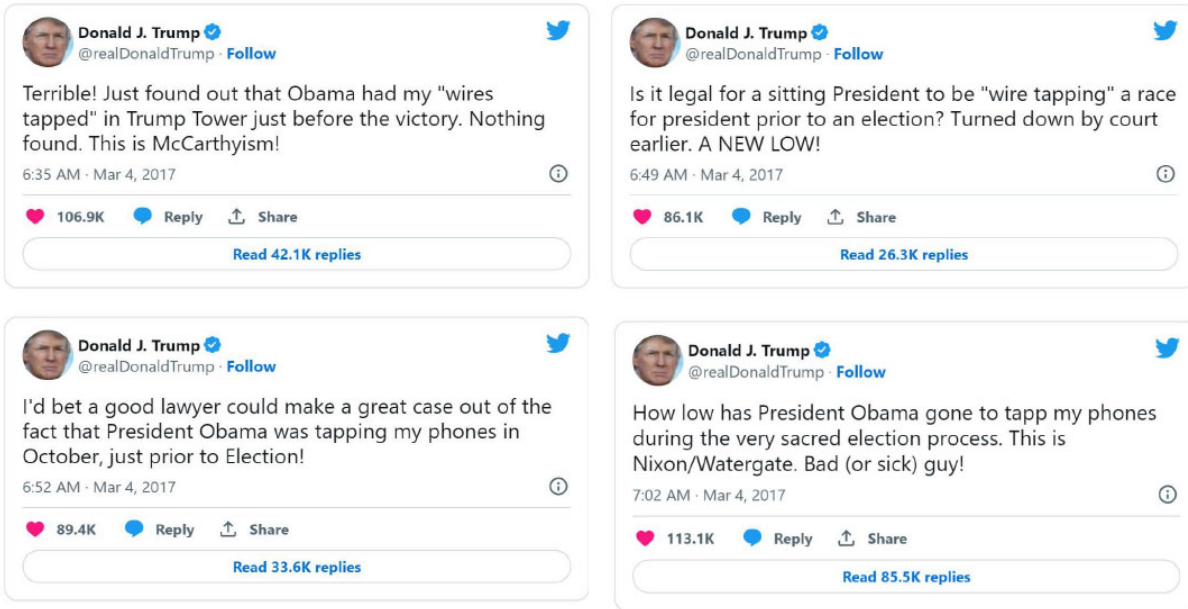 Donald J. Trump
@realDonaldTrump · Follow
Terrible! Just found out that Obama had my "wires
tapped" in Trump Tower just before the victory. Nothing
found. This is McCarthyism!
6:35 AM · Mar 4, 2017
106.9K Reply Share
Read 42.1K replies
Donald J. Trump
@realDonaldTrump · Follow
Is it legal for a sitting President to be "wire tapping" a race
for president prior to an election? Turned down by court
earlier. A NEW LOW!
6:49 AM · Mar 4, 2017
86.1K Reply Share
Read 26.3K replies
Donald J. Trump
@realDonaldTrump · Follow
I'd bet a good lawyer could make a great case out of the
fact that President Obama was tapping my phones in
October, just prior to Election!
6:52 AM · Mar 4, 2017
89.4K Reply Share
Read 33.6K replies
Donald J. Trump
@realDonaldTrump · Follow
How low has President Obama gone to tapp my phones
during the very sacred election process. This is
Nixon/Watergate. Bad (or sick) guy!
7:02 AM · Mar 4, 2017
113.1K Reply Share
Read 85.5K replies